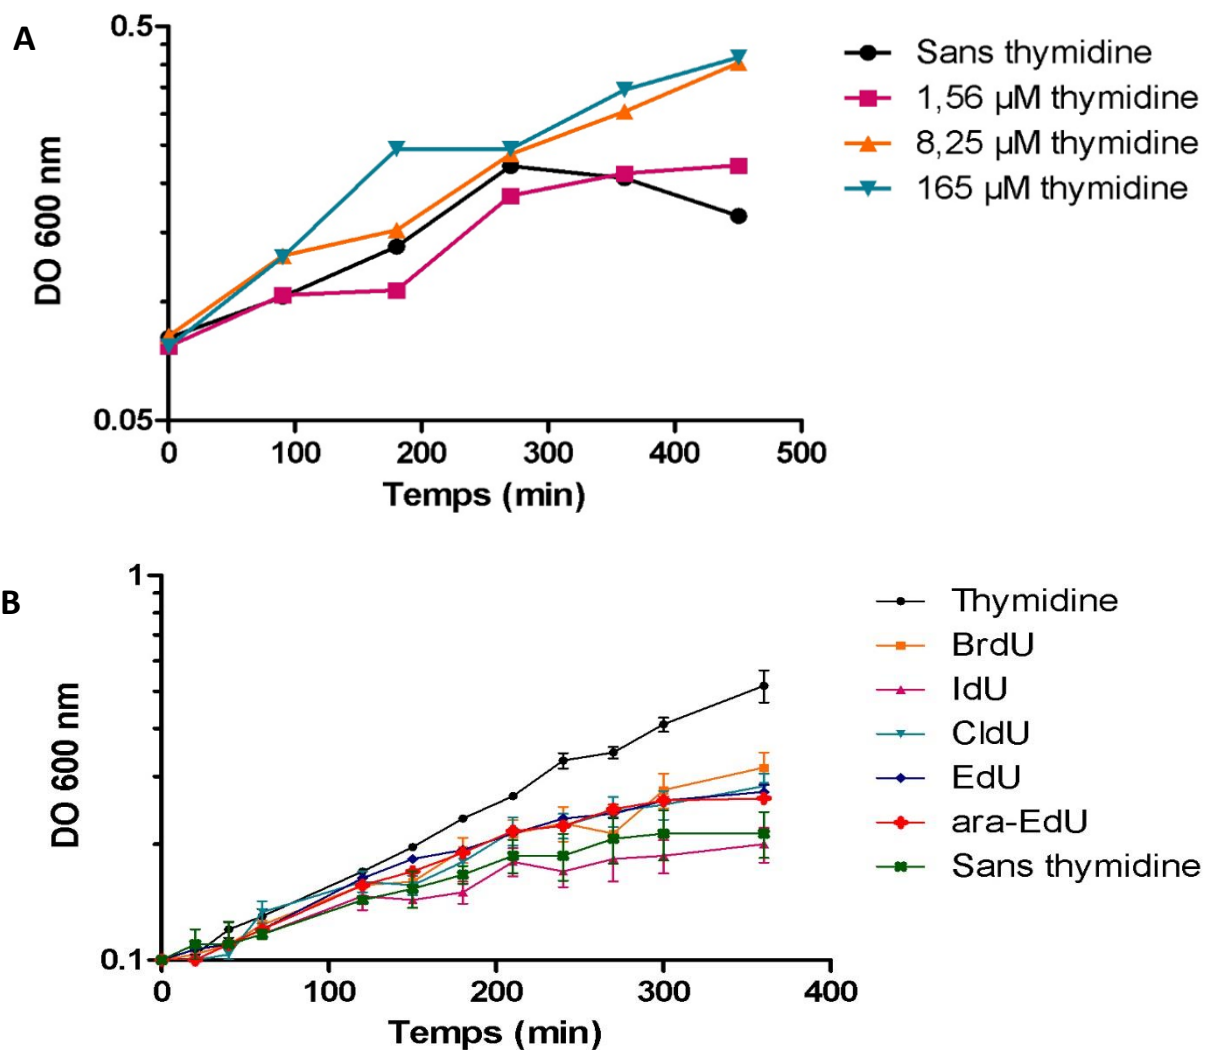 A
0.5
0.05
DO 600 nm
0
100
200
300
400
500
Temps (min)
Sans thymidine
1,56 µM thymidine
8,25 µM thymidine
165 µM thymidine
B
1
0.1
DO 600 nm
0
100
200
300
400
Temps (min)
Thymidine
BrdU
IdU
CldU
EdU
ara-EdU
Sans thymidine